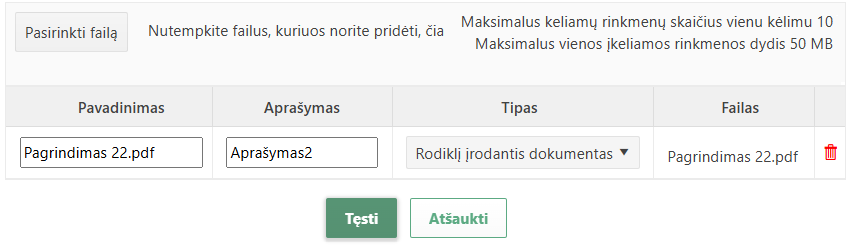 Pasirinkti failą
Nutempkite failus, kuriuos norite pridėti, čia
Maksimalus keliamų rinkmenų skaičius vienu kėlimu 10
Maksimalus vienos įkeliamos rinkmenos dydis 50 MB
Pavadinimas Aprašymas Tipas Failas
Pagrindimas 22.pdf Aprašymas2 Rodiklį įrodantis dokumentas Pagrindimas 22.pdf
Tęsti Atšaukti